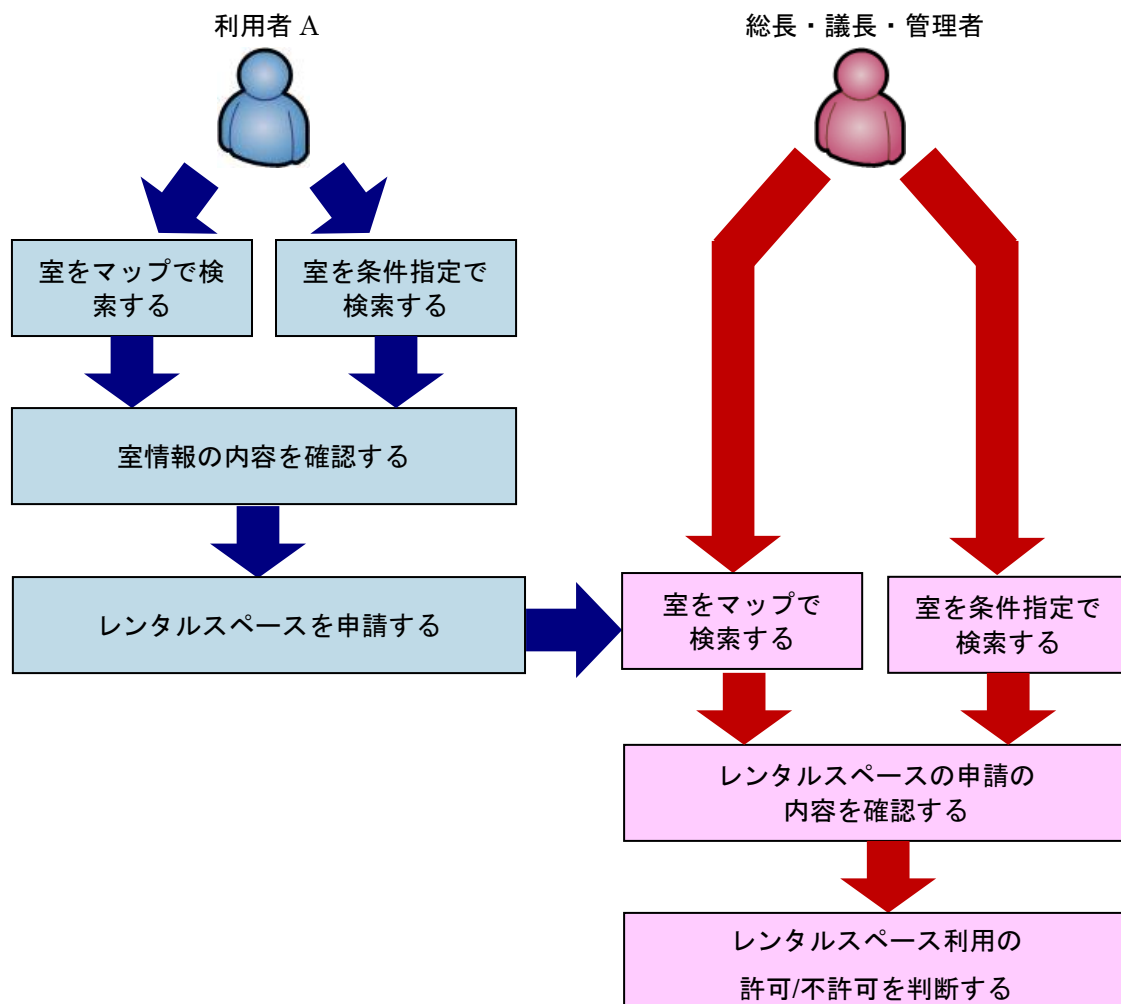 利用者 A
総長・議長・管理者
室をマップで検
索する
室を条件指定で
検索する
室情報の内容を確認する
レンタルスペースを申請する
室をマップで
検索する
室を条件指定で
検索する
レンタルスペースの申請の
内容を確認する
レンタルスペース利用の
許可/不許可を判断する